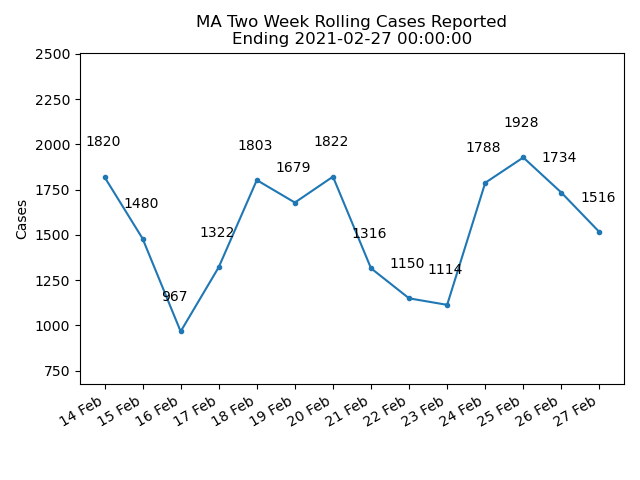 MA Two Week Rolling Cases Reported
Ending 2021-02-27 00:00:00
Cases
2500
2250
2000
1750
1500
1250
1000
750
1820
1480
967
1322
1803
1679
1822
1316
1150
1114
1788
1928
1734
1516
14 Feb
15 Feb
16 Feb
17 Feb
18 Feb
19 Feb
20 Feb
21 Feb
22 Feb
23 Feb
24 Feb
25 Feb
26 Feb
27 Feb